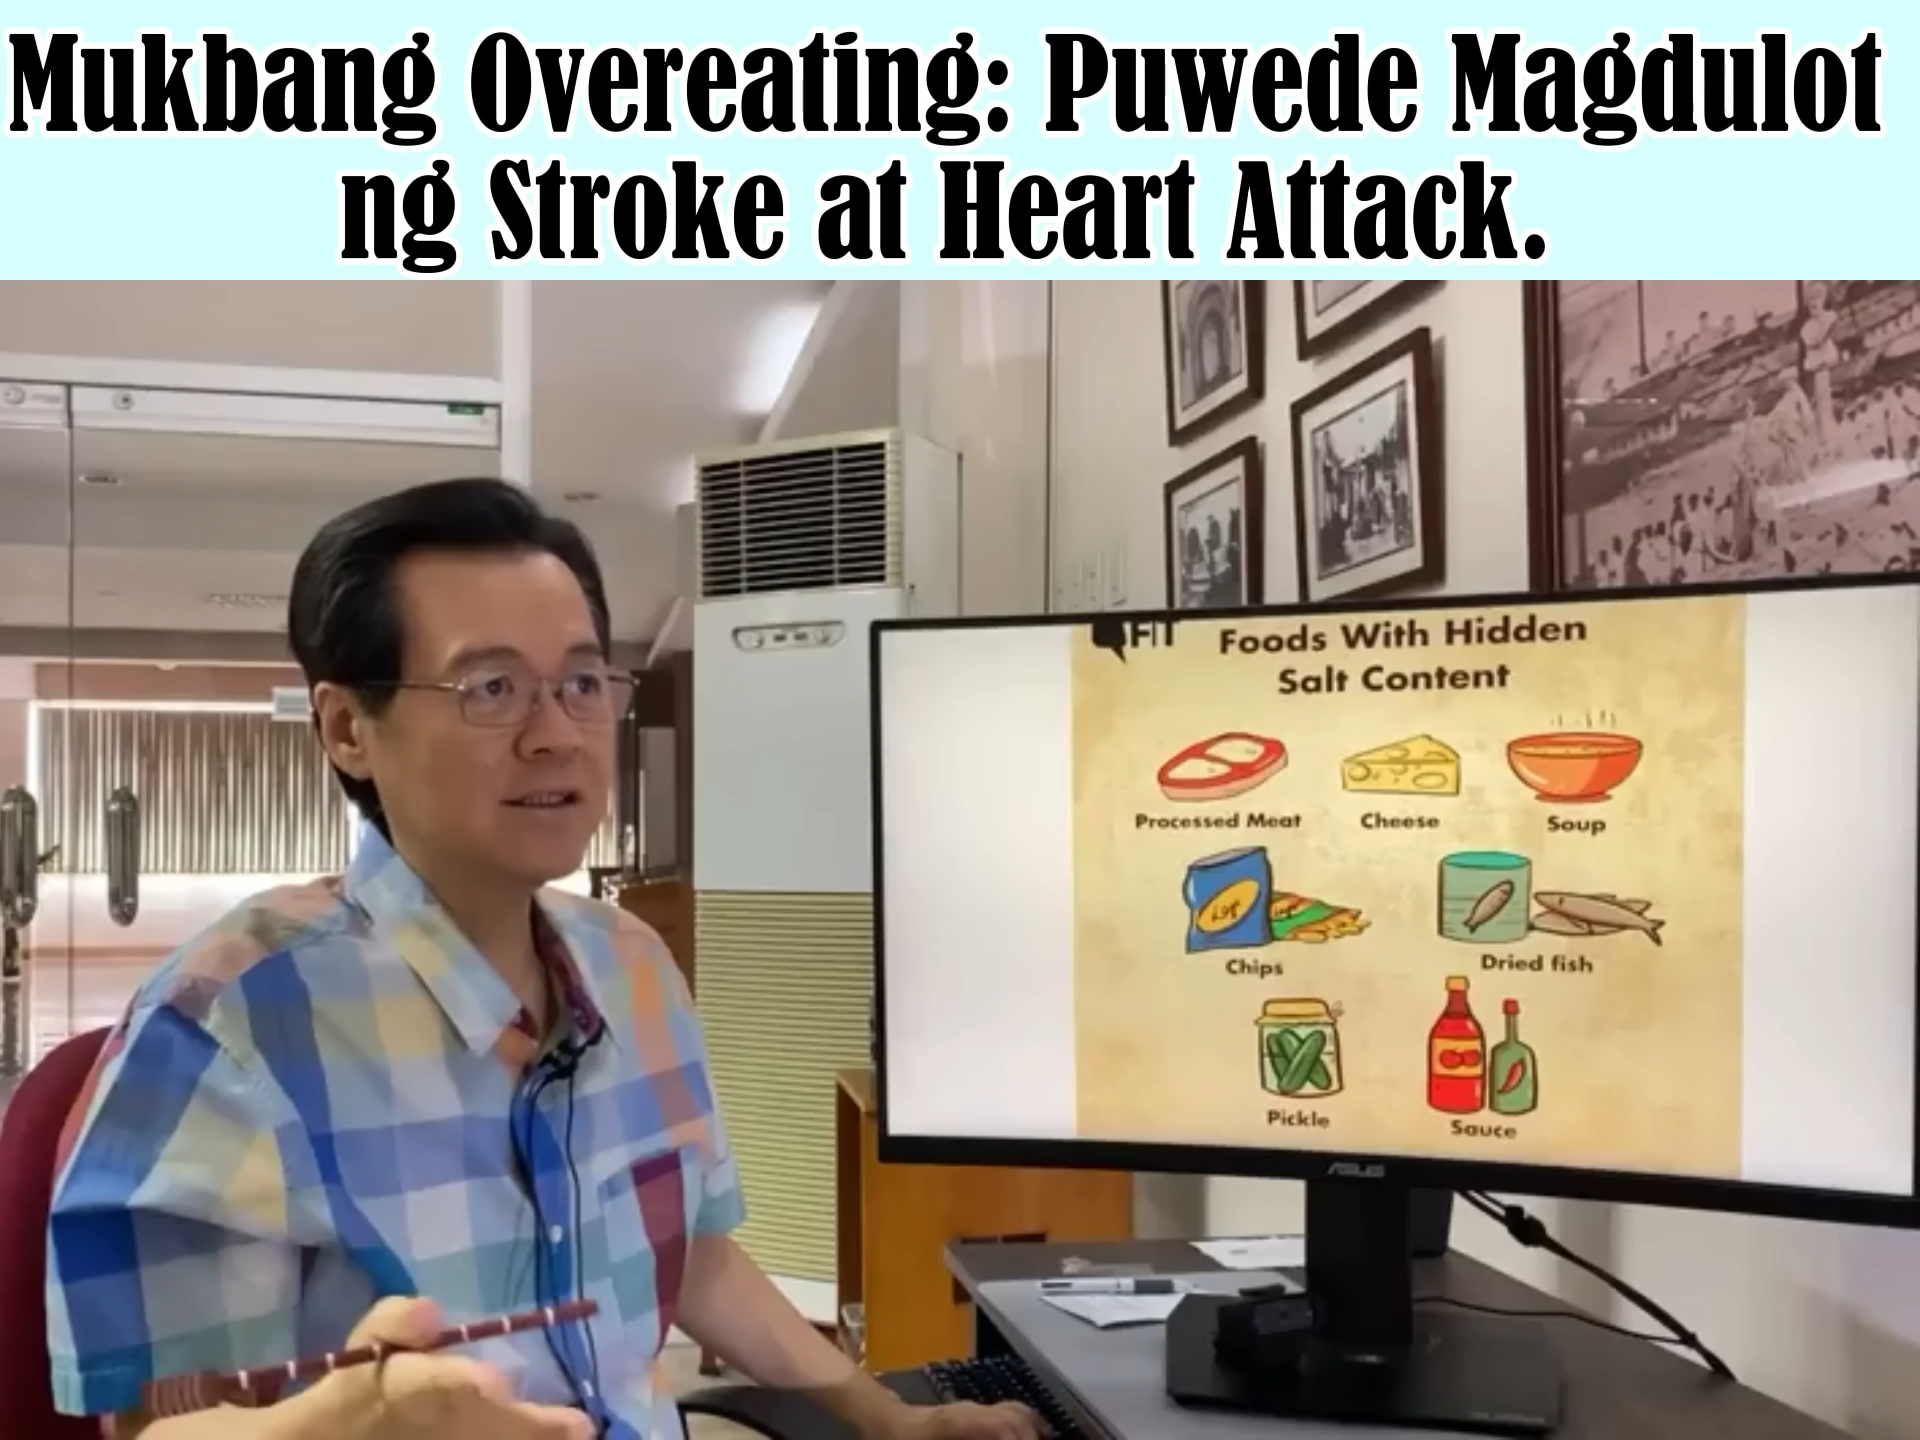 Mukbang Overeating: Puwede Magdulot
ng Stroke at Heart Attack.
FIT
Foods With Hidden
Salt Content
Processed Meat
Cheese
Soup
Chips
Dried fish
Pickle
Sauce
ASUS